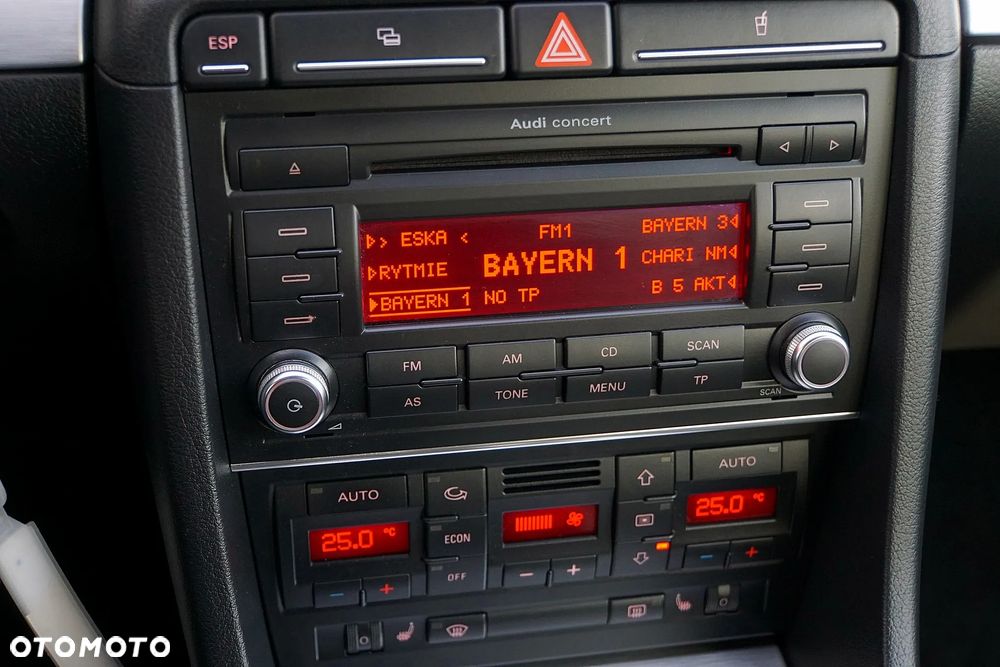 ESP
Audi concert
> ESKA < FM1 BAYERN 3
RYTMIE BAYERN 1 CHARI NM
BAYERN 1 NO TP B 5 AKT
FM AM CD SCAN
AS TONE MENU TP
SCAN
AUTO AUTO
25.0 °C 25.0 °C
ECON
OFF
OTOMOTO